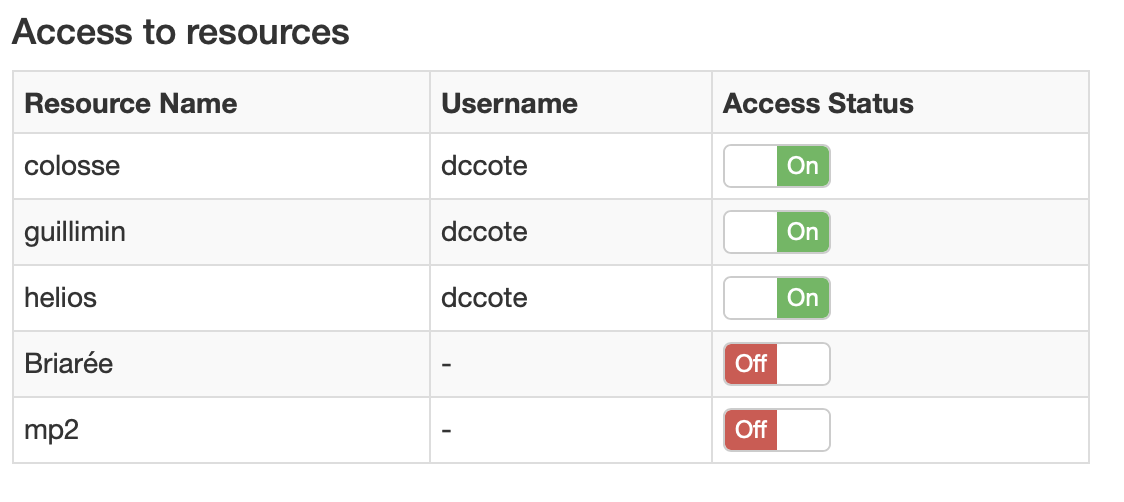 Access to resources
Resource Name Username Access Status
colosse dccote On
guillimin dccote On
helios dccote On
Briarée - Off
mp2 - Off